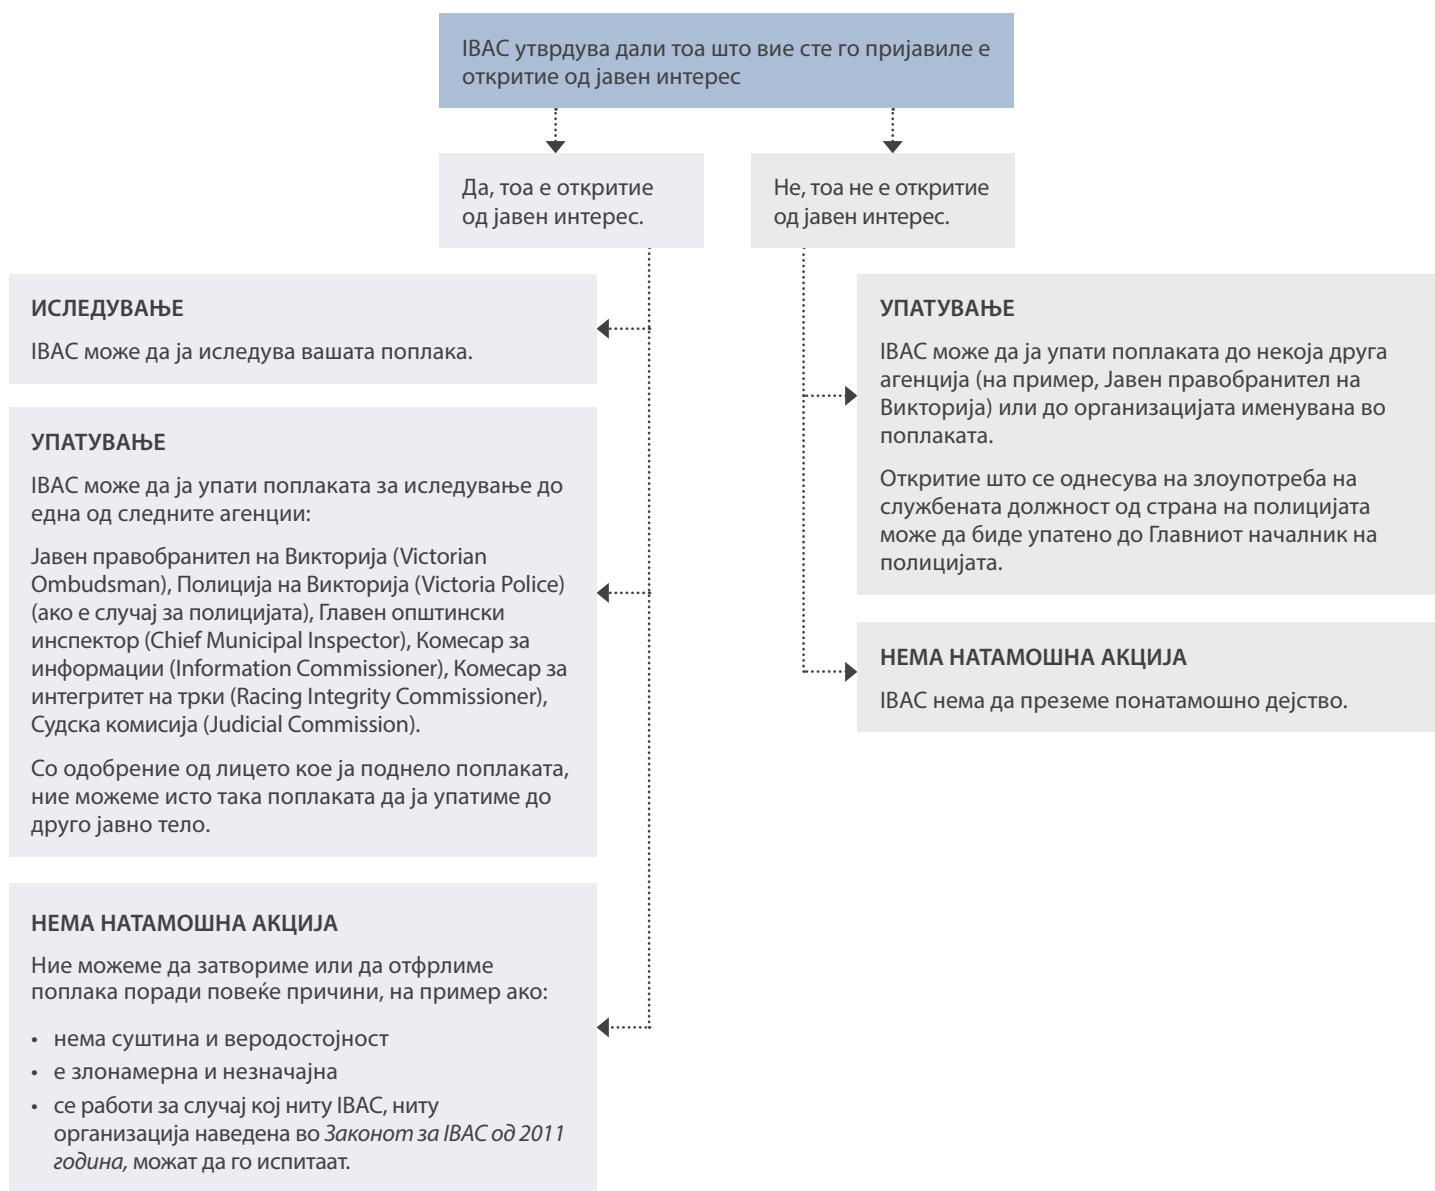 IBAC утврдува дали тоа што вие сте го пријавиле е
откритие од јавен интерес
Да, тоа е откритие
од јавен интерес.
Не, тоа не е откритие
од јавен интерес.
ИСЛЕДУВАЊЕ
IBAC може да ја иследува вашата поплака.
УПАТУВАЊЕ
IBAC може да ја упати поплаката за иследување до
една од следните агенции:
Јавен правобранител на Викторија (Victorian
Ombudsman), Полиција на Викторија (Victoria Police)
(ако е случај за полицијата), Главен општински
инспектор (Chief Municipal Inspector), Комесар за
информации (Information Commissioner), Комесар за
интегритет на трки (Racing Integrity Commissioner),
Судска комисија (Judicial Commission).
Со одобрение од лицето кое ја поднело поплаката,
ние можеме исто така поплаката да ја упатиме до
друго јавно тело.
НЕМА НАТАМОШНА АКЦИЈА
Ние можеме да затвориме или да отфрлиме
поплака поради повеќе причини, на пример ако:
• нема суштина и веродостојност
• е злонамерна и незначајна
• се работи за случај кој ниту IBAC, ниту
организација наведена во Законот за IBAC од 2011
година, можат да го испитаат.
УПАТУВАЊЕ
IBAC може да ја упати поплаката до некоја друга
агенција (на пример, Јавен правобранител на
Викторија) или до организацијата именувана во
поплаката.
Откритие што се однесува на злоупотреба на
службената должност од страна на полицијата
може да биде упатено до Главниот началник на
полицијата.
НЕМА НАТАМОШНА АКЦИЈА
IBAC нема да преземе понатамошно дејство.